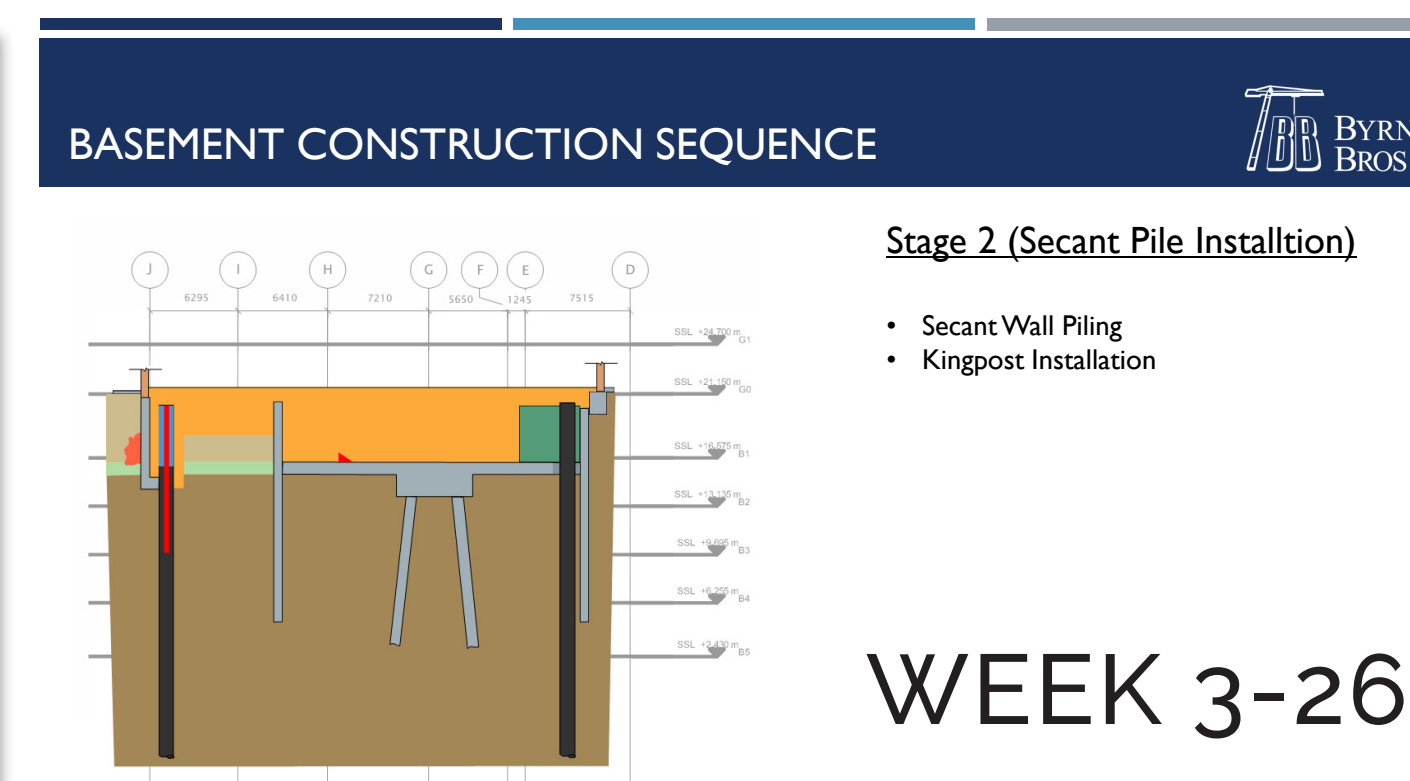 BASEMENT CONSTRUCTION SEQUENCE
BYRN
BROS
Stage 2 (Secant Pile Installtion)
• Secant Wall Piling
• Kingpost Installation
J I H G F E D
6295 6410 7210 5650 1245 7515
SSL +24,700 m G1
SSL +21,150 m G0
SSL +16,575 m B1
SSL +13,135 m B2
SSL +9,695 m B3
SSL +6,255 m B4
SSL +2,430 m B5
WEEK 3-26